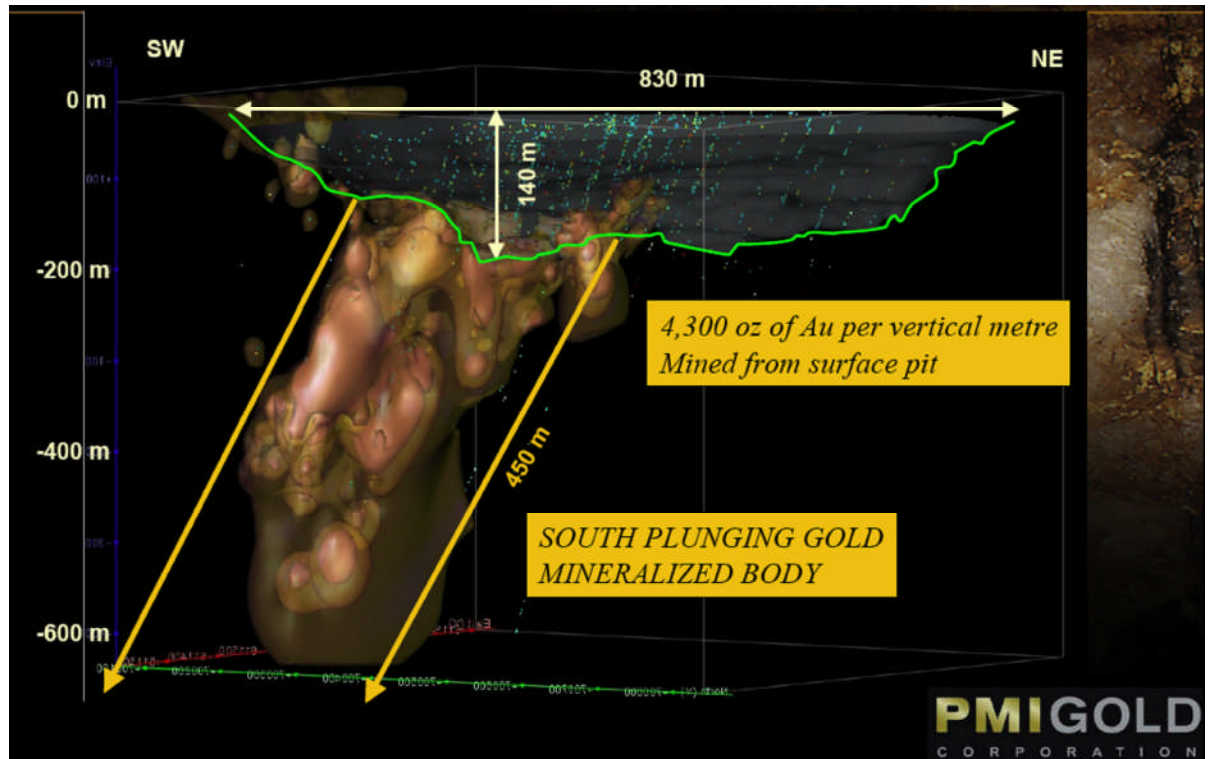 SW
NE
830 m
0 m
140 m
-200 m
4,300 oz of Au per vertical metre
Mined from surface pit
-400 m
450 m
SOUTH PLUNGING GOLD
MINERALIZED BODY
-600 m
PMIGOLD
CORPORATION